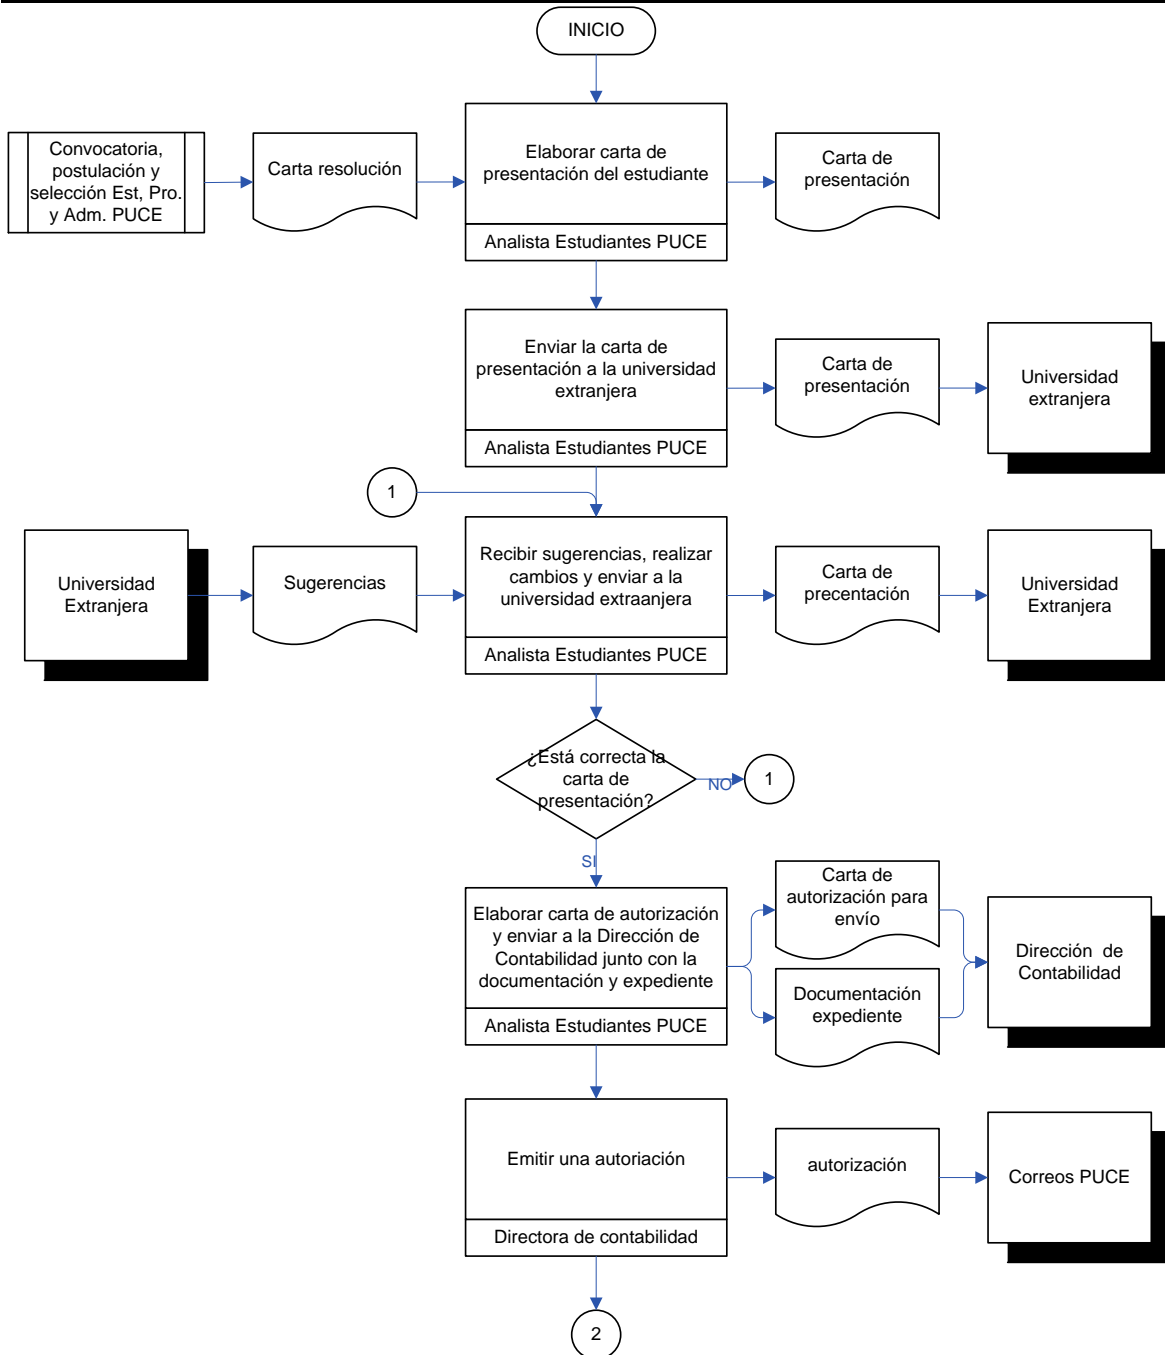 INICIO
Convocatoria,
postulación y
selección Est, Pro.
y Adm. PUCE
Carta resolución
Elaborar carta de
presentación del estudiante
Analista Estudiantes PUCE
Carta de
presentación
Enviar la carta de
presentación a la universidad
extranjera
Analista Estudiantes PUCE
Carta de
presentación
Universidad
extranjera
1
Universidad
Extranjera
Sugerencias
Recibir sugerencias, realizar
cambios y enviar a la
universidad extraanjera
Analista Estudiantes PUCE
Carta de
precentación
Universidad
Extranjera
¿Está correcta la
carta de
presentación?
NO
1
SI
Elaborar carta de autorización
y enviar a la Dirección de
Contabilidad junto con la
documentación y expediente
Analista Estudiantes PUCE
Carta de
autorización para
envío
Documentación
expediente
Dirección de
Contabilidad
Emitir una autoriación
Directora de contabilidad
autorización
Correos PUCE
2